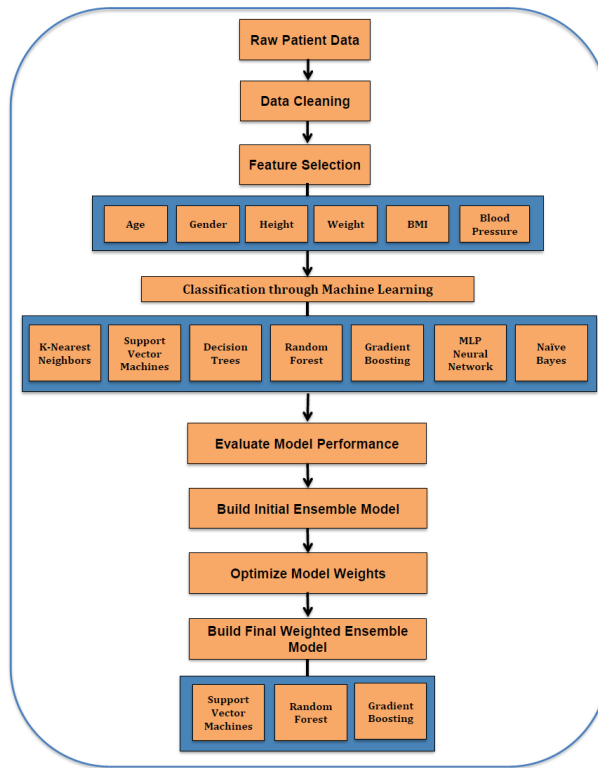 Raw Patient Data
Data Cleaning
Feature Selection
Age
Gender
Height
Weight
BMI
Blood
Pressure
Classification through Machine Learning
K-Nearest
Neighbors
Support
Vector
Machines
Decision
Trees
Random
Forest
Gradient
Boosting
MLP
Neural
Network
Naïve
Bayes
Evaluate Model Performance
Build Initial Ensemble Model
Optimize Model Weights
Build Final Weighted Ensemble
Model
Support
Vector
Machines
Random
Forest
Gradient
Boosting